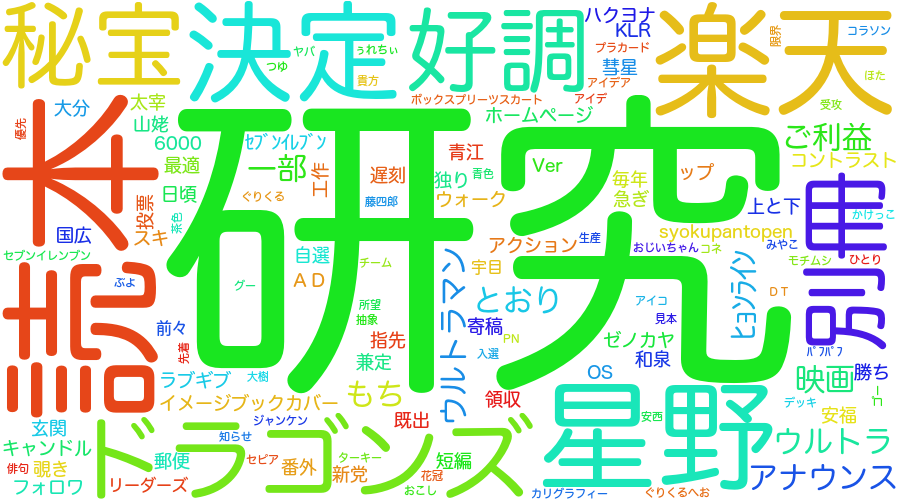 秘宝
決定
好調
楽天
ハクヨナ
KLR
プラカード
限界
コラソン
ほた
ヤバ
ぅれちぃ
つゆ
貴方
彗星
アイデア
アイデ
ボックスプリーツスカート
受攻
優先
大分
太宰
山姥
6000
ｾﾌﾞﾝｲﾚﾌﾞﾝ
ホームページ
ご利益
読本
研究
最適
一部
工作
遅刻
青江
Ver
ップ
コントラスト
日頃
投票
茶色
ぐりくる
藤四郎
独り
青色
毎年
急ぎ
ウォーク
上と下
別車
かけっこ
国広
スキ
syokupantopen
セブンイレンブン
自選
アクション
生産
おじいちゃん
コネ
みやこ
ひとり
モチムシ
ＡＤ
チーム
宇目
ﾋｮﾝﾗｲﾝ
ぶよ
グー
ウルトラマン
とおり
アイコ
ＤＴ
所望
抽象
前々
寄稿
見本
ゼノカヤ
指先
PN
先着
兼定
入選
和泉
ﾊﾟﾌﾊﾟﾌ
勝ち
ラブギブ
大樹
OS
映画
コー
もち
領収
デッキ
イメージブックカバー
既出
星野
安西
安福
玄関
ジャンケン
知らせ
ドラゴンズ
ウルトラ
キャンドル
郵便
セピア
ターキー
短編
俳句
覗き
番外
新党
花冠
アナウンス
フォロワ
リーダーズ
おこし
カリグラフィー
ぐりくるへお